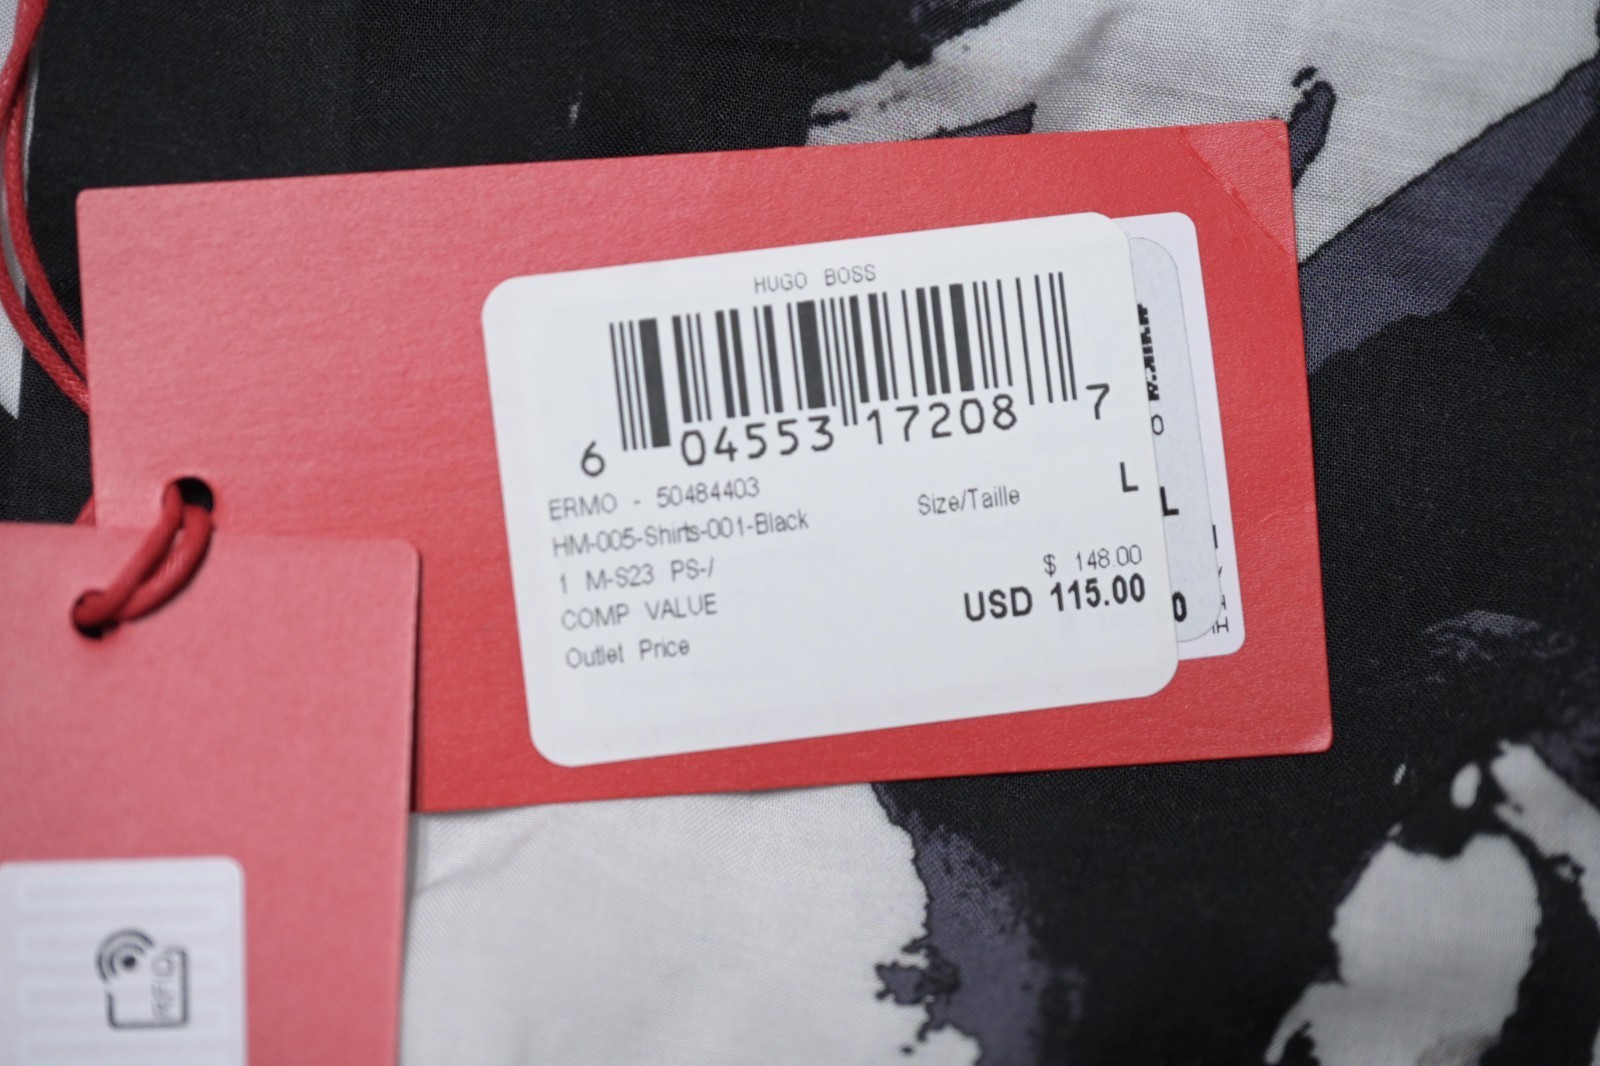 HUGO BOSS
6 04553 17208 7
ERMO - 50484403
HM-005-Shirts-001-Black
Size/Taille L
1 M-S23 PS-/
COMP VALUE $ 148.00
Outlet Price USD 115.00
L
0
RFID